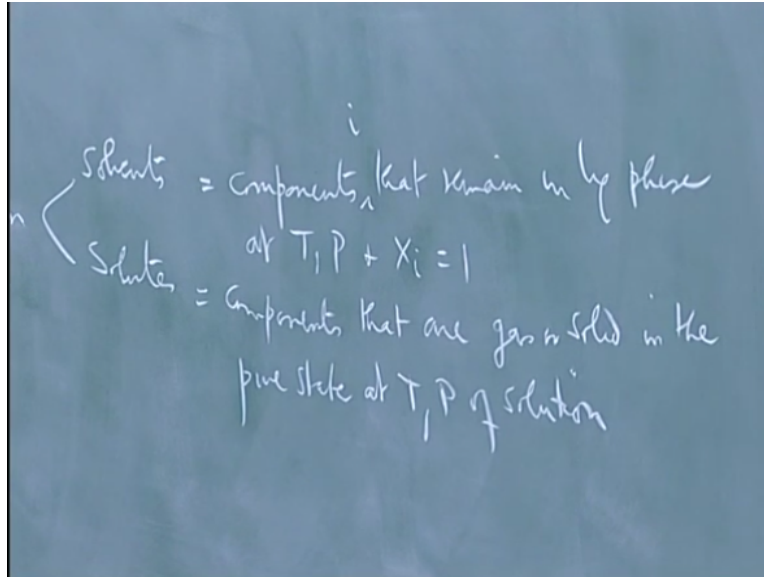 i
n
Solvents = components ‸ that remain in liq phase
at T, P + Xi = 1
Solutes = components that are gas or solid in the
pure state at T, P of solution